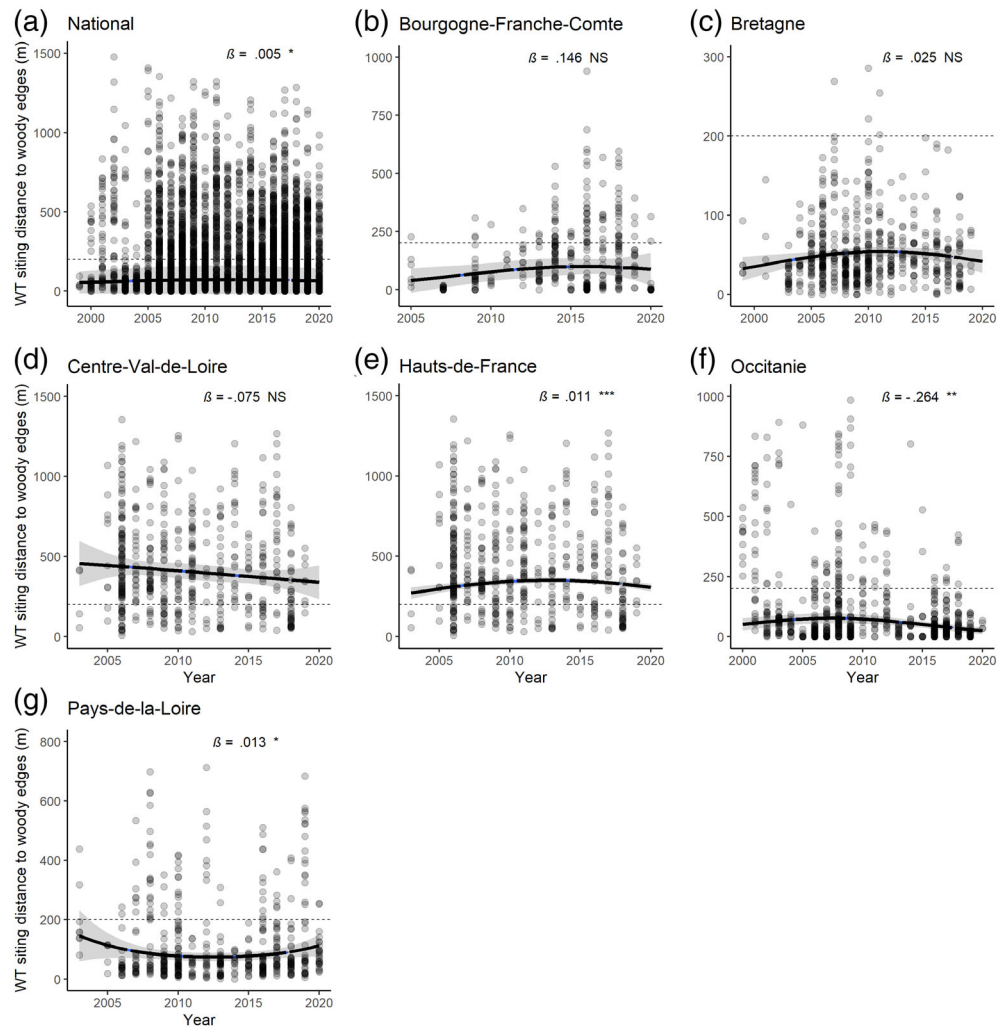 (a) National
ß = .005 *
WT siting distance to woody edges (m)
1500
1000
500
0
2000 2005 2010 2015 2020
(b) Bourgogne-Franche-Comte
ß = .146 NS
1000
750
500
250
0
2005 2010 2015 2020
(c) Bretagne
ß = .025 NS
300
200
100
0
2000 2005 2010 2015 2020
(d) Centre-Val-de-Loire
ß = -.075 NS
WT siting distance to woody edges (m)
1500
1000
500
0
2005 2010 2015 2020
Year
(e) Hauts-de-France
ß = .011 ***
1500
1000
500
0
2005 2010 2015 2020
Year
(f) Occitanie
ß = -.264 **
1000
750
500
250
0
2000 2005 2010 2015 2020
Year
(g) Pays-de-la-Loire
ß = .013 *
WT siting distance to woody edges (m)
800
600
400
200
0
2005 2010 2015 2020
Year